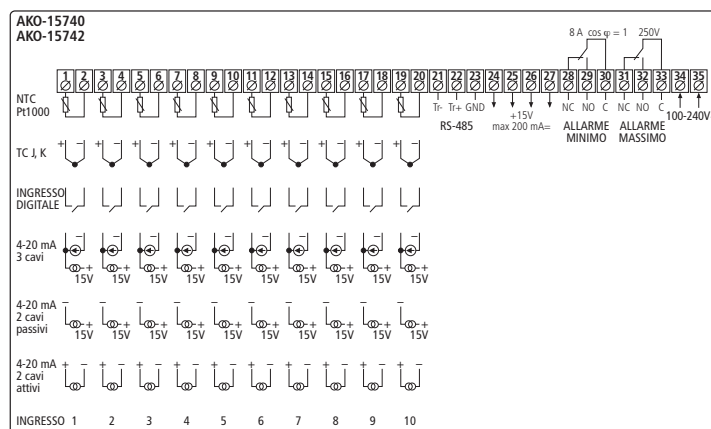 AKO-15740
AKO-15742
8 A cos φ = 1 250V
1 2 3 4 5 6 7 8 9 10 11 12 13 14 15 16 17 18 19 20 21 22 23 24 25 26 27 28 29 30 31 32 33 34 35
NTC
Pt1000
Tr- Tr+ GND
RS-485
+15V
max 200 mA=
NC NO C NC NO C
ALLARME
MINIMO
ALLARME
MASSIMO
100-240V
TC J, K
+ − + − + − + − + − + − + − + − + − + −
INGRESSO
DIGITALE
4-20 mA
3 cavi
− − − − − − − − − −
+ + + + + + + + + +
15V 15V 15V 15V 15V 15V 15V 15V 15V 15V
4-20 mA
2 cavi
passivi
− − − − − − − − − −
+ + + + + + + + + +
15V 15V 15V 15V 15V 15V 15V 15V 15V 15V
4-20 mA
2 cavi
attivi
+ − + − + − + − + − + − + − + − + − + −
INGRESSO 1 2 3 4 5 6 7 8 9 10